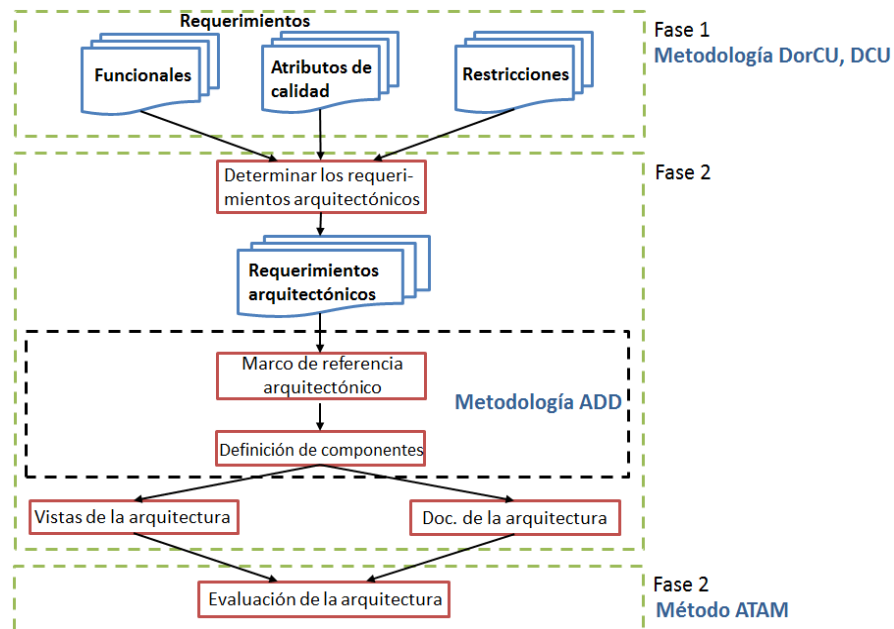 Requerimientos
Fase 1
Metodología DorCU, DCU
Funcionales
Atributos de
calidad
Restricciones
Fase 2
Determinar los requeri-
mientos arquitectónicos
Requerimientos
arquitectónicos
Marco de referencia
arquitectónico
Metodología ADD
Definición de componentes
Vistas de la arquitectura
Doc. de la arquitectura
Fase 2
Evaluación de la arquitectura
Método ATAM